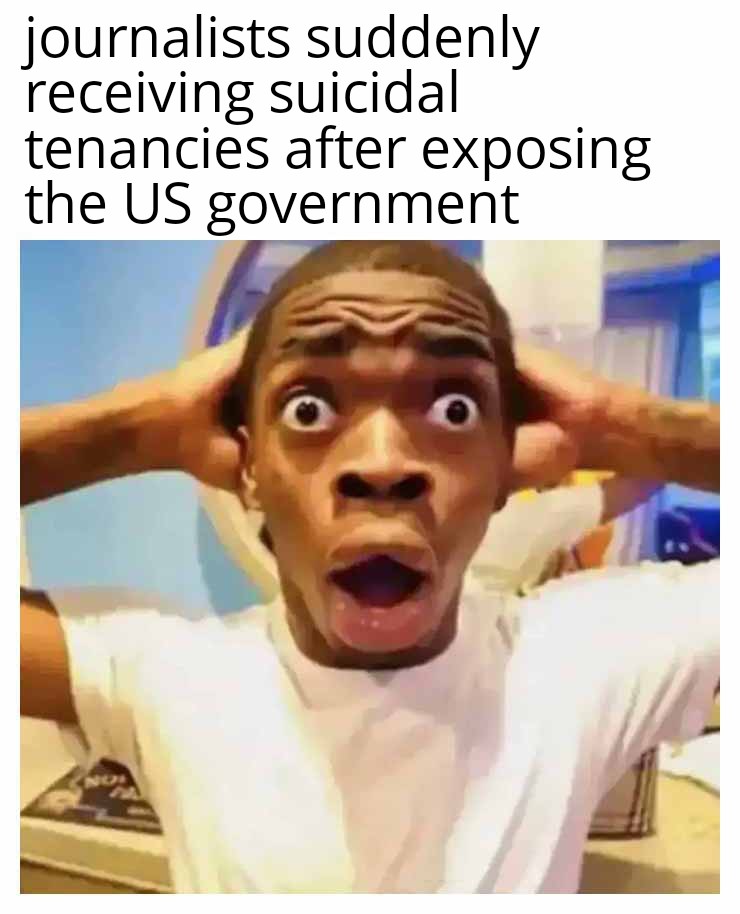 journalists suddenly
receiving suicidal
tenancies after exposing
the US government